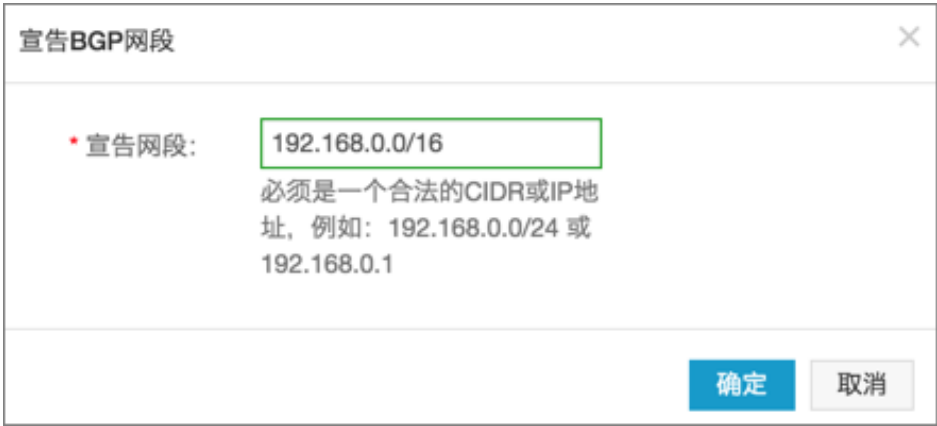 宣告BGP网段
* 宣告网段: 192.168.0.0/16
必须是一个合法的CIDR或IP地
址，例如：192.168.0.0/24 或
192.168.0.1
确定 取消